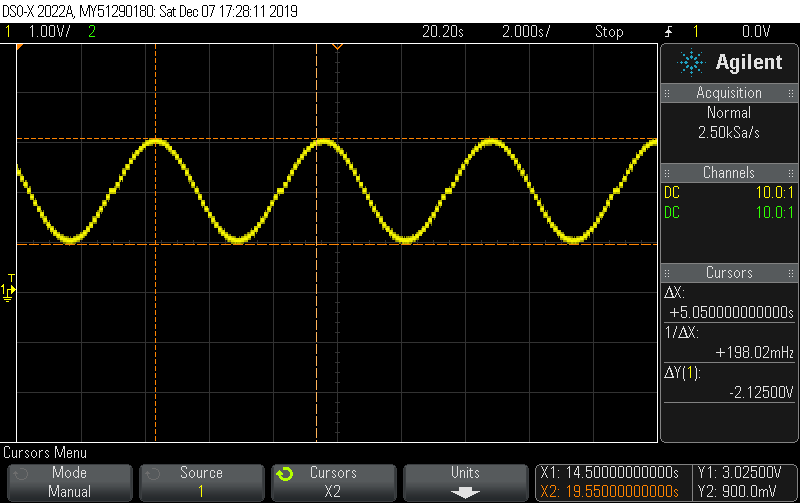 DSO-X 2022A, MY51290180: Sat Dec 07 17:28:11 2019
1 1.00V/ 2 20.20s 2.000s/ Stop 1 0.0V
Agilent
Acquisition
Normal
2.50kSa/s
Channels
DC 10.0:1
DC 10.0:1
Cursors
ΔX:
+5.050000000000s
1/ΔX:
+198.02mHz
ΔY(1):
-2.12500V
T
1
Cursors Menu
Mode
Manual
Source
1
Cursors
X2
Units
X1: 14.50000000000s
X2: 19.55000000000s
Y1: 3.02500V
Y2: 900.0mV